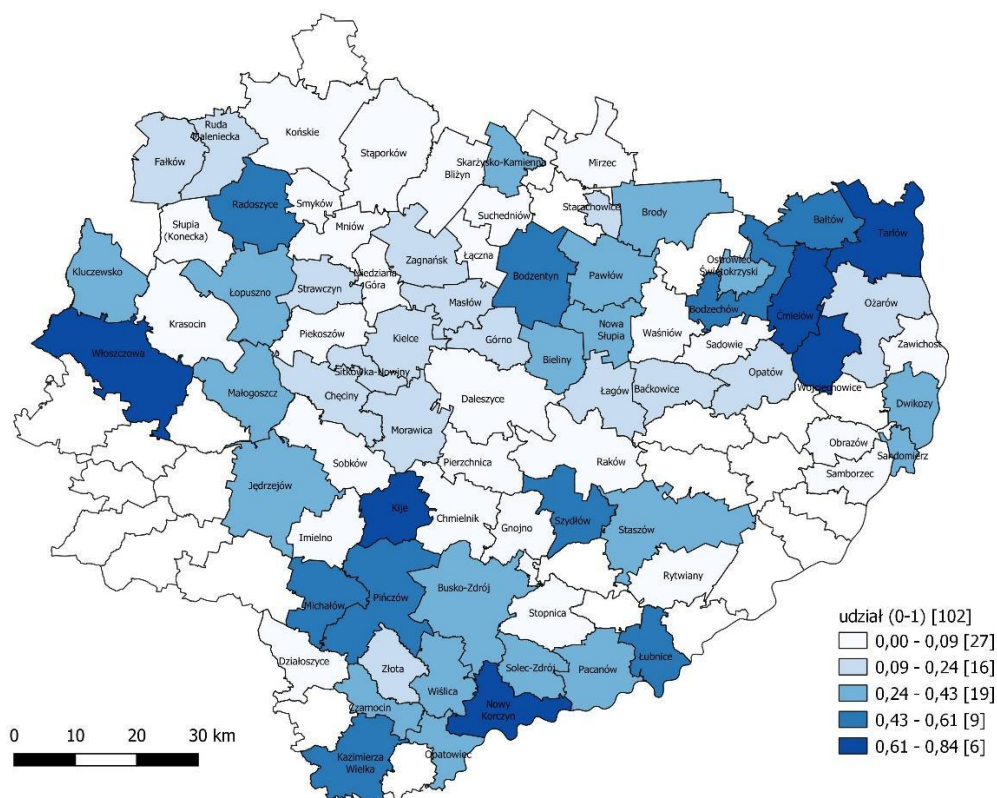 Ruda
Maleniecka
Końskie
Fałków
Stąporków
Skarżysko-Kamienna
Bliżyn
Mirzec
Radoszyce
Smyków
Słupia
(Konecka)
Mniów
Suchedniów
Starachowice
Brody
Bałtów
Tarłów
Kluczewsko
Łopuszno
Strawczyn
Niedziana
Góra
Zagnańsk
Łączna
Bodzentyn
Pawłów
Ostrowiec
Świętokrzyski
Bodzechów
Ćmielów
Ożarów
Krasocin
Piekoszów
Masłów
Kielce
Górno
Bieliny
Nowa
Słupia
Waśniów
Sadowie
Zawichost
Włoszczowa
Małogoszcz
Sitkówka-Nowiny
Chęciny
Morawica
Daleszyce
Łagów
Baćkowice
Opatów
Wojciechowice
Dwikozy
Sobków
Pierzchnica
Raków
Obrazów
Sandomierz
Samborzec
Jędrzejów
Imielno
Kije
Chmielnik
Gnojno
Szydłów
Staszów
Rytwiany
Michałów
Pińczów
Busko-Zdrój
Stopnica
Działoszyce
Złota
Wiślica
Solec-Zdrój
Pacanów
Łubnice
Czarnocin
Nowy
Korczyn
Kazimierza
Wielka
Opatowiec
0 10 20 30 km
udział (0-1) [102]
0,00 - 0,09 [27]
0,09 - 0,24 [16]
0,24 - 0,43 [19]
0,43 - 0,61 [9]
0,61 - 0,84 [6]